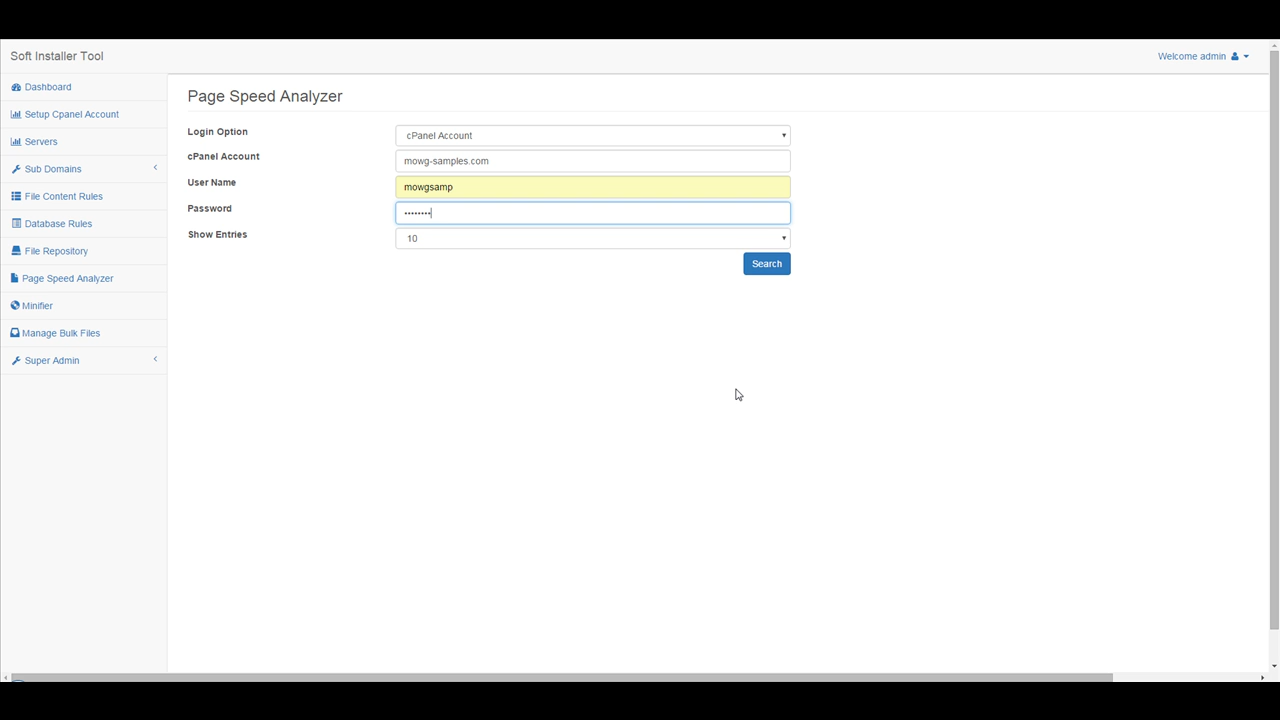 Soft Installer Tool
Welcome admin
Dashboard
Setup Cpanel Account
Servers
Sub Domains
File Content Rules
Database Rules
File Repository
Page Speed Analyzer
Minifier
Manage Bulk Files
Super Admin
Page Speed Analyzer
Login Option
cPanel Account
cPanel Account
mowg-samples.com
User Name
mowgsamp
Password
••••••••
Show Entries
10
Search